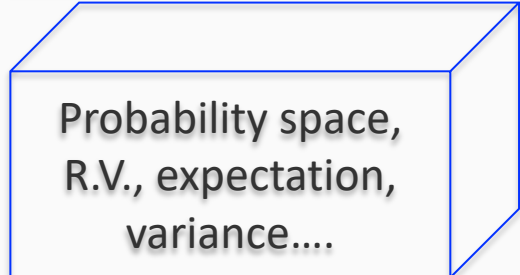 Probability space,
R.V., expectation,
variance….